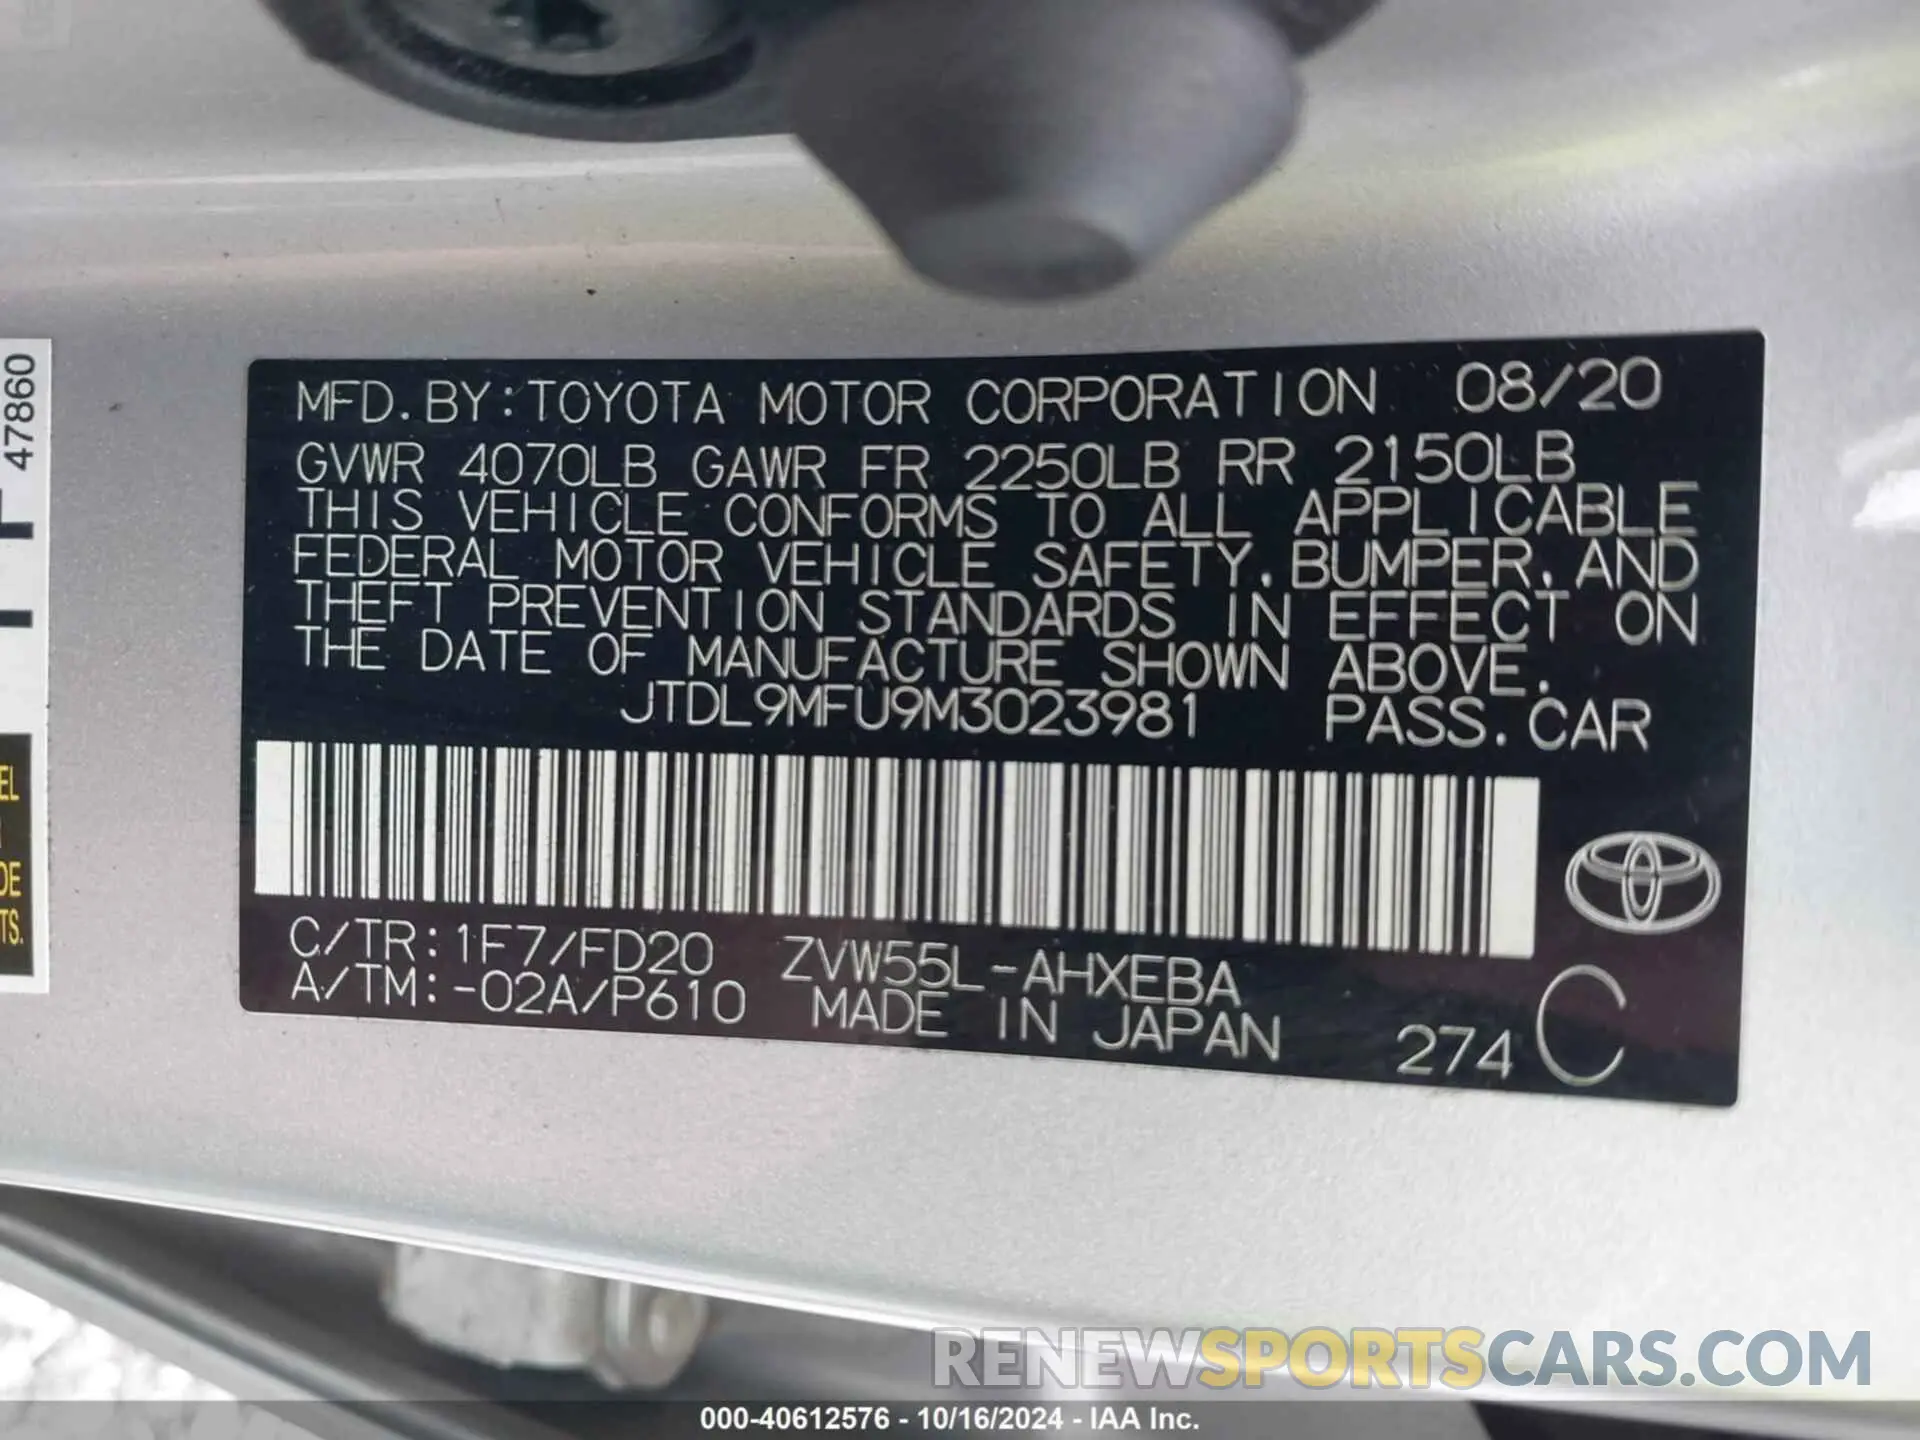 MFD.BY:TOYOTA MOTOR CORPORATION 08/20
GVWR 4070LB GAWR FR 2250LB RR 2150LB
THIS VEHICLE CONFORMS TO ALL APPLICABLE
FEDERAL MOTOR VEHICLE SAFETY,BUMPER,AND
THEFT PREVENTION STANDARDS IN EFFECT ON
THE DATE OF MANUFACTURE SHOWN ABOVE.
JTDL9MFU9M3023981 PASS.CAR
C/TR:1F7/FD20 ZVW55L-AHXEBA
A/TM:-02A/P610 MADE IN JAPAN 274 C
47860
EL
DE
TS.
RENEWSPORTSCARS.COM
000-40612576 - 10/16/2024 - IAA Inc.